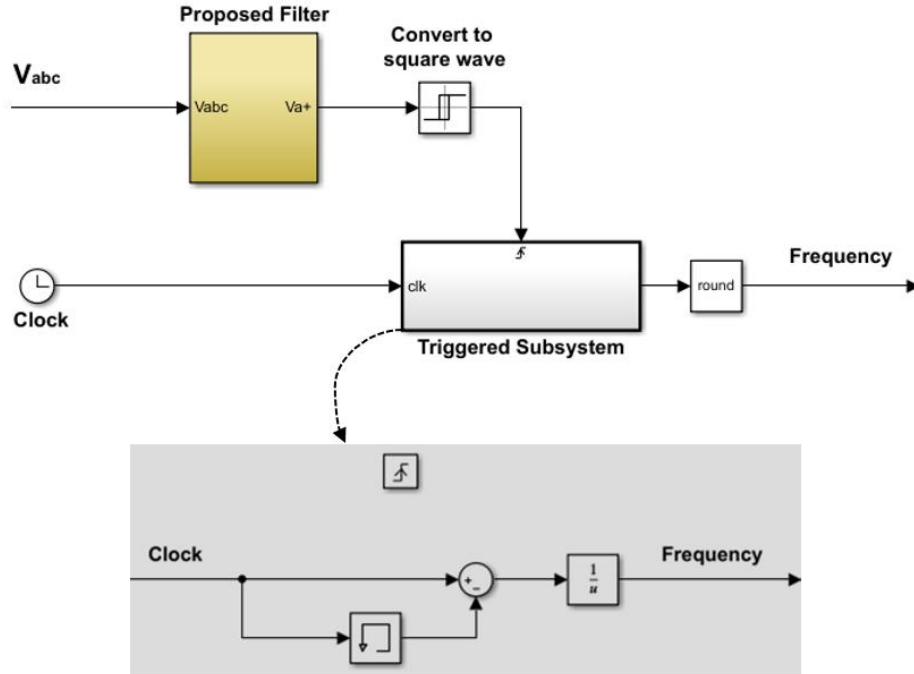 Proposed Filter
Convert to
square wave
Vabc
Vabc
Va+
Clock
clk
Triggered Subsystem
round
Frequency
Clock
+
−
1
u
Frequency